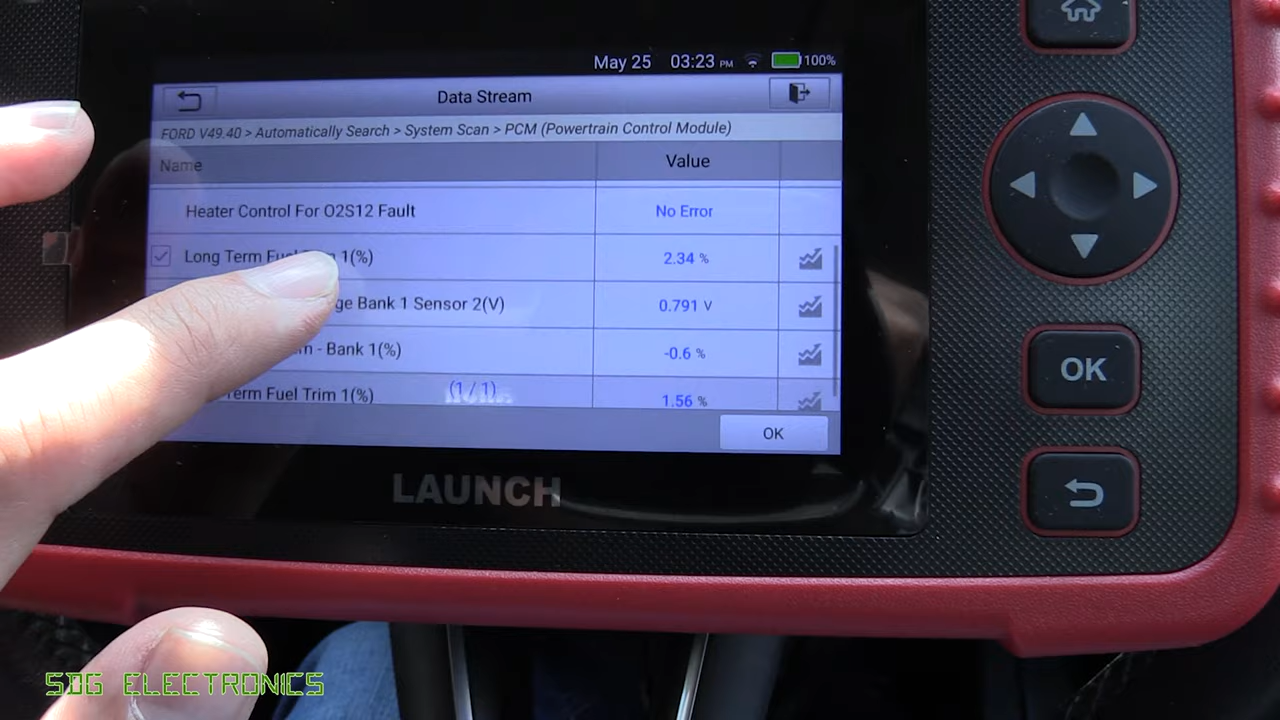 May 25 03:23 PM 100%
Data Stream
FORD V49.40 > Automatically Search > System Scan > PCM (Powertrain Control Module)
Name Value
Heater Control For O2S12 Fault No Error
Long Term Fuel 1(%) 2.34 %
Bank 1 Sensor 2(V) 0.791 V
- Bank 1(%) -0.6 %
Term Fuel Trim 1(%) 1.56 %
(1 / 1)
OK
LAUNCH
OK
SDG ELECTRONICS